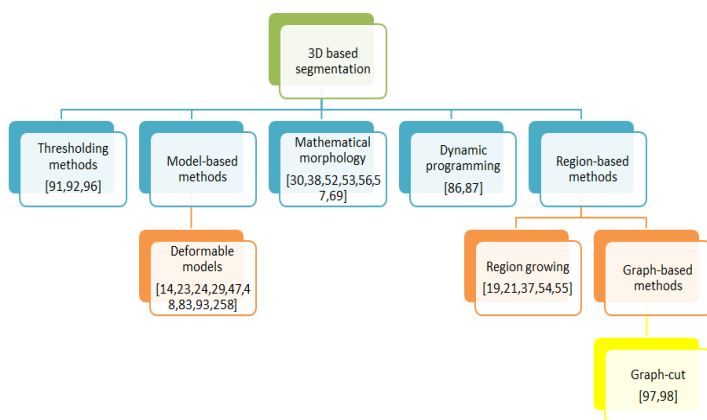 3D based
segmentation
Thresholding
methods
[91,92,96]
Model-based
methods
Mathematical
morphology
[30,38,52,53,56,5
7,69]
Dynamic
programming
[86,87]
Region-based
methods
Deformable
models
[14,23,24,29,47,4
8,83,93,258]
Region growing
[19,21,37,54,55]
Graph-based
methods
Graph-cut
[97,98]